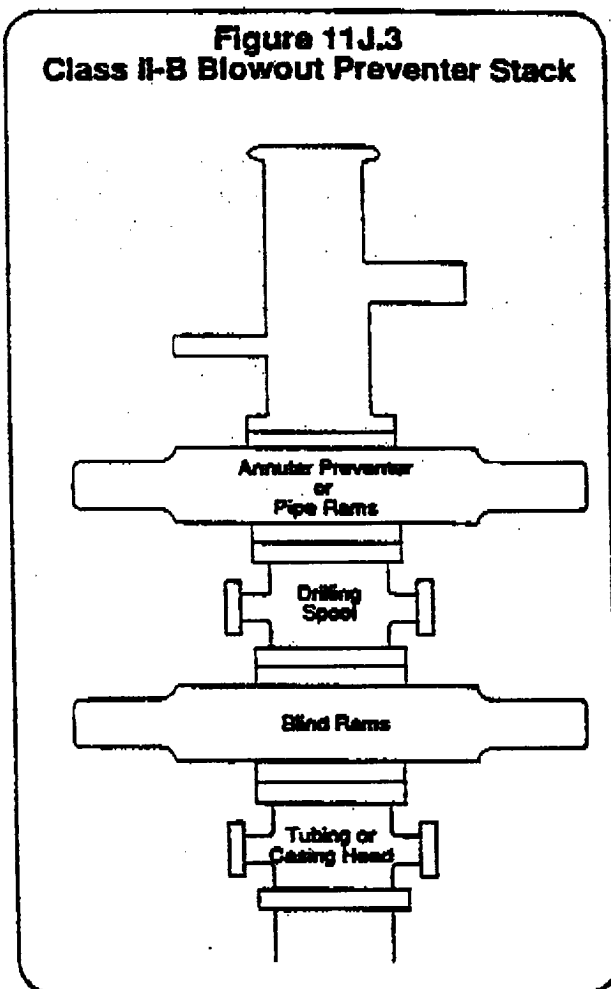 Figure 11J.3
Class II-B Blowout Preventer Stack
Annular Preventer
or
Pipe Rams
Drilling
Spool
Blind Rams
Tubing or
Casing Head